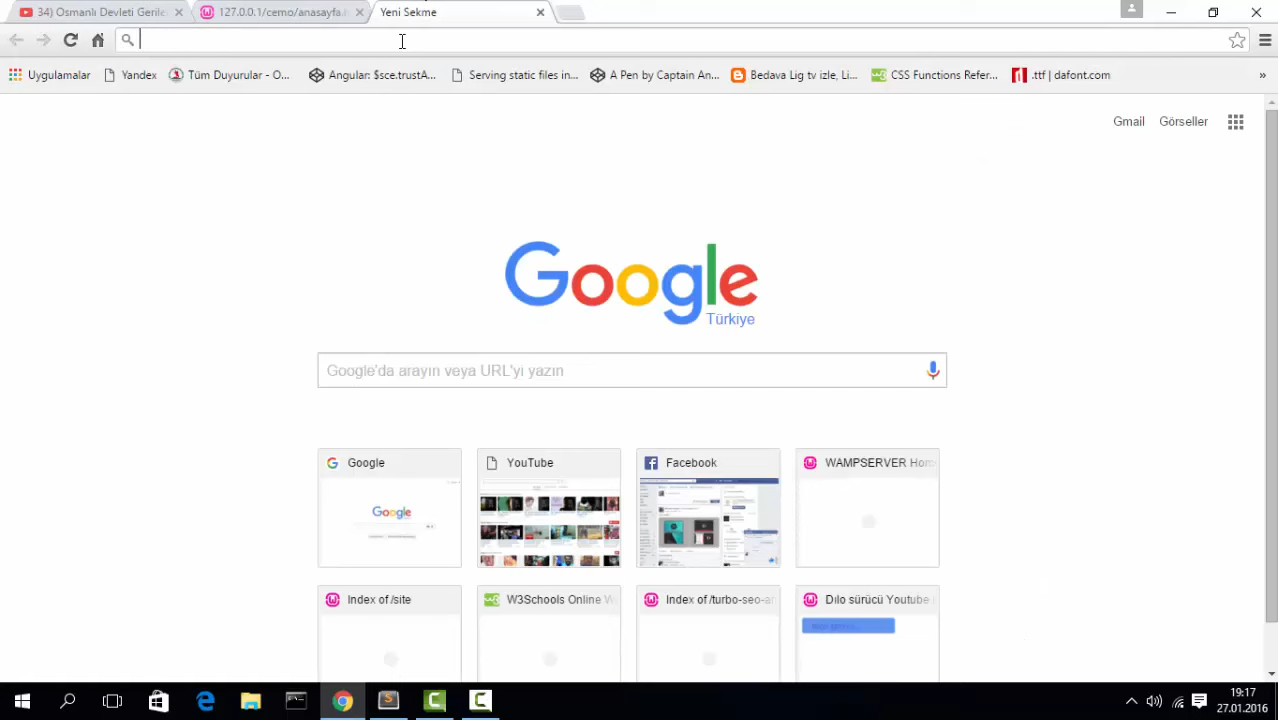 34) Osmanlı Devleti Geril
127.0.0.1/cemo/anasayfa.
Yeni Sekme
Uygulamalar
Yandex
Tüm Duyurular - O...
Angular: $sce.trustA...
Serving static files in...
A Pen by Captain An...
Bedava Lig tv izle, Li...
CSS Functions Refer...
.ttf | dafont.com
»
Gmail
Görseller
Google
Türkiye
Google'da arayın veya URL'yi yazın
Google
YouTube
Facebook
WAMPSERVER Hom
Google
Index of /site
W3Schools Online W
Index of /turbo-seo-a
Dılo sürücü Youtube
19:17
27.01.2016